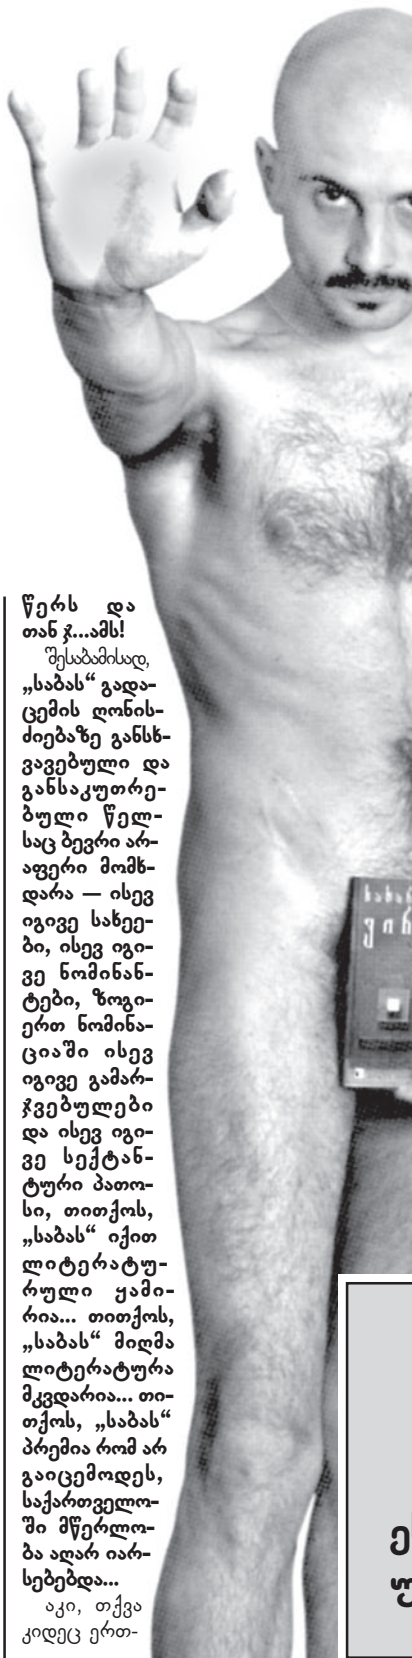 წერს და
თან ჯ...ამს!
შესაბამისად,
„საბას“ გადა-
ცემის ღონის-
ძიებაზე განსხ-
ვავებული და
განსაკუთრე-
ბული წელ-
საც ბევრი არ-
აფერი მომხ-
დარა — ისევ
იგივე სახეე-
ბი, ისევ იგი-
ვე ნომინან-
ტები, ზოგი-
ერთ ნომინა-
ციაში ისევ
იგივე გამარ-
ჯვებულები
და ისევ იგი-
ვე სექტან-
ტური პათო-
სი, თითქოს,
„საბას“ იქით
ლიტერატუ-
რული ყამი-
რია... თითქოს,
„საბას“ მიღმა
ლიტერატურა
მკვდარია... თი-
თქოს, „საბას“
პრემია რომ არ
გაიცემოდეს,
საქართველო-
ში მწერლო-
ბა აღარ იარ-
სებებდა...
აკი, თქვა
კიდეც ერთ-